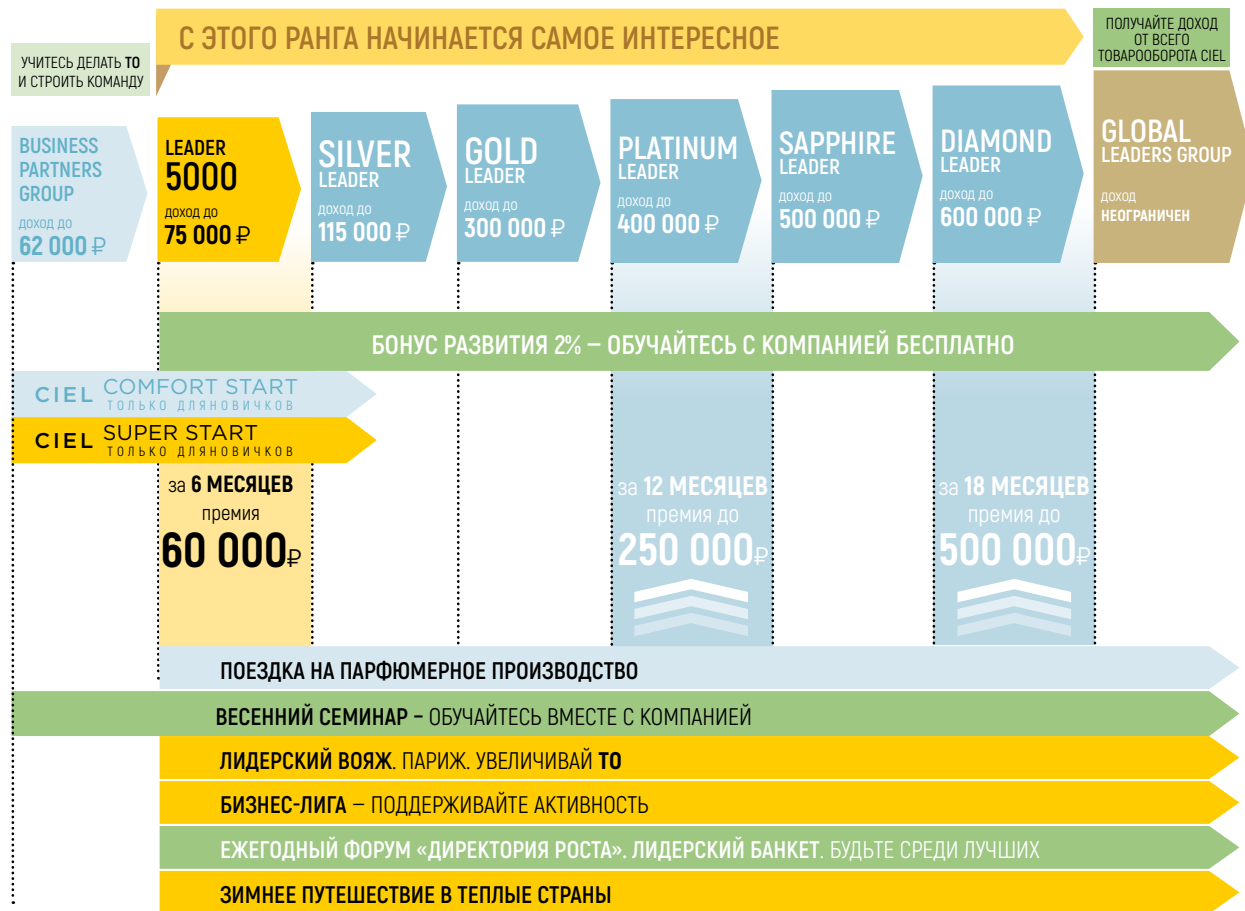 С ЭТОГО РАНГА НАЧИНАЕТСЯ САМОЕ ИНТЕРЕСНОЕ
УЧИТЕСЬ ДЕЛАТЬ ТО
И СТРОИТЬ КОМАНДУ
ПОЛУЧАЙТЕ ДОХОД
ОТ ВСЕГО
ТОВАРООБОРОТА CIEL
BUSINESS
PARTNERS
GROUP
ДОХОД ДО
62 000 ₽
LEADER
5000
ДОХОД ДО
75 000 ₽
SILVER
LEADER
ДОХОД ДО
115 000 ₽
GOLD
LEADER
ДОХОД ДО
300 000 ₽
PLATINUM
LEADER
ДОХОД ДО
400 000 ₽
SAPPHIRE
LEADER
ДОХОД ДО
500 000 ₽
DIAMOND
LEADER
ДОХОД ДО
600 000 ₽
GLOBAL
LEADERS GROUP
ДОХОД
НЕОГРАНИЧЕН
БОНУС РАЗВИТИЯ 2% – ОБУЧАЙТЕСЬ С КОМПАНИЕЙ БЕСПЛАТНО
CIEL COMFORT START
ТОЛЬКО ДЛЯНОВИЧКОВ
CIEL SUPER START
ТОЛЬКО ДЛЯНОВИЧКОВ
за 6 МЕСЯЦЕВ
премия
60 000₽
за 12 МЕСЯЦЕВ
премия до
250 000₽
за 18 МЕСЯЦЕВ
премия до
500 000₽
ПОЕЗДКА НА ПАРФЮМЕРНОЕ ПРОИЗВОДСТВО
ВЕСЕННИЙ СЕМИНАР – ОБУЧАЙТЕСЬ ВМЕСТЕ С КОМПАНИЕЙ
ЛИДЕРСКИЙ ВОЯЖ. ПАРИЖ. УВЕЛИЧИВАЙ ТО
БИЗНЕС-ЛИГА – ПОДДЕРЖИВАЙТЕ АКТИВНОСТЬ
ЕЖЕГОДНЫЙ ФОРУМ «ДИРЕКТОРИЯ РОСТА». ЛИДЕРСКИЙ БАНКЕТ. БУДЬТЕ СРЕДИ ЛУЧШИХ
ЗИМНЕЕ ПУТЕШЕСТВИЕ В ТЕПЛЫЕ СТРАНЫ